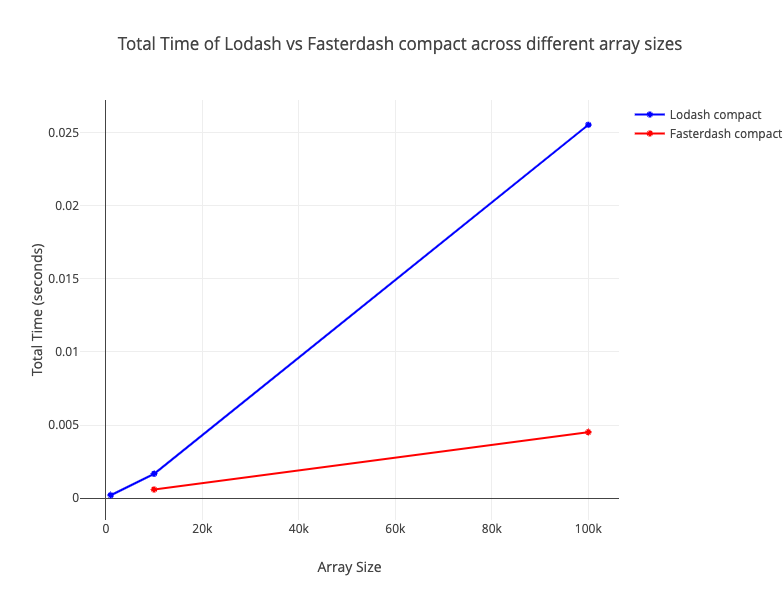 Total Time of Lodash vs Fasterdash compact across different array sizes
Lodash compact
Fasterdash compact
Total Time (seconds)
0.025
0.02
0.015
0.01
0.005
0
0 20k 40k 60k 80k 100k
Array Size